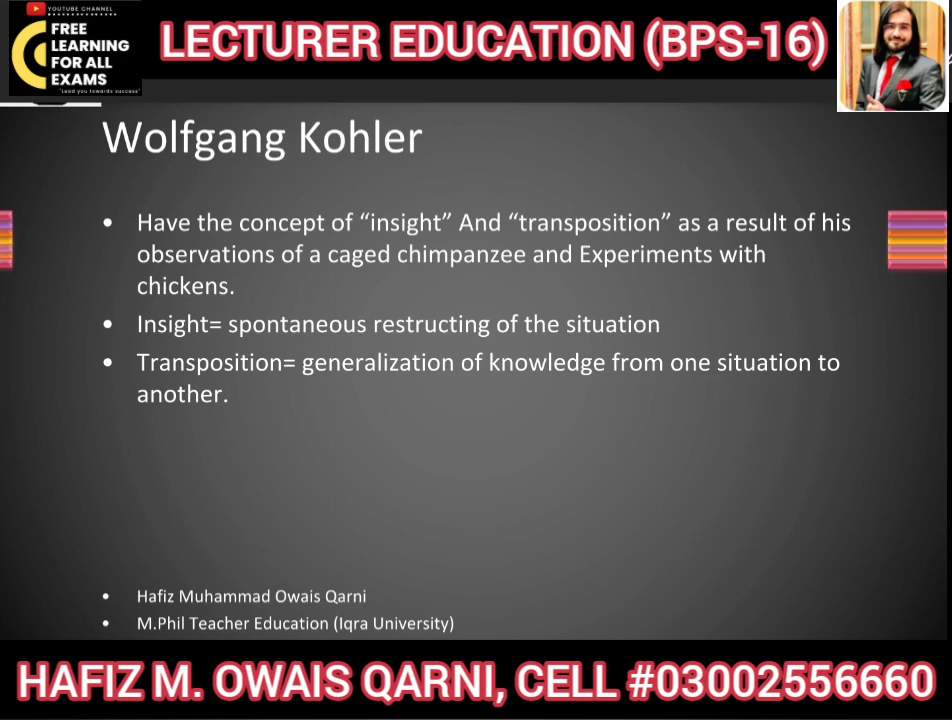 YOUTUBE CHANNEL
FREE
LEARNING
FOR ALL
EXAMS
"Lead you towards success"
LECTURER EDUCATION (BPS-16)
Wolfgang Kohler
• Have the concept of “insight” And “transposition” as a result of his
observations of a caged chimpanzee and Experiments with
chickens.
• Insight= spontaneous restructing of the situation
• Transposition= generalization of knowledge from one situation to
another.
• Hafiz Muhammad Owais Qarni
• M.Phil Teacher Education (Iqra University)
HAFIZ M. OWAIS QARNI, CELL #03002556660